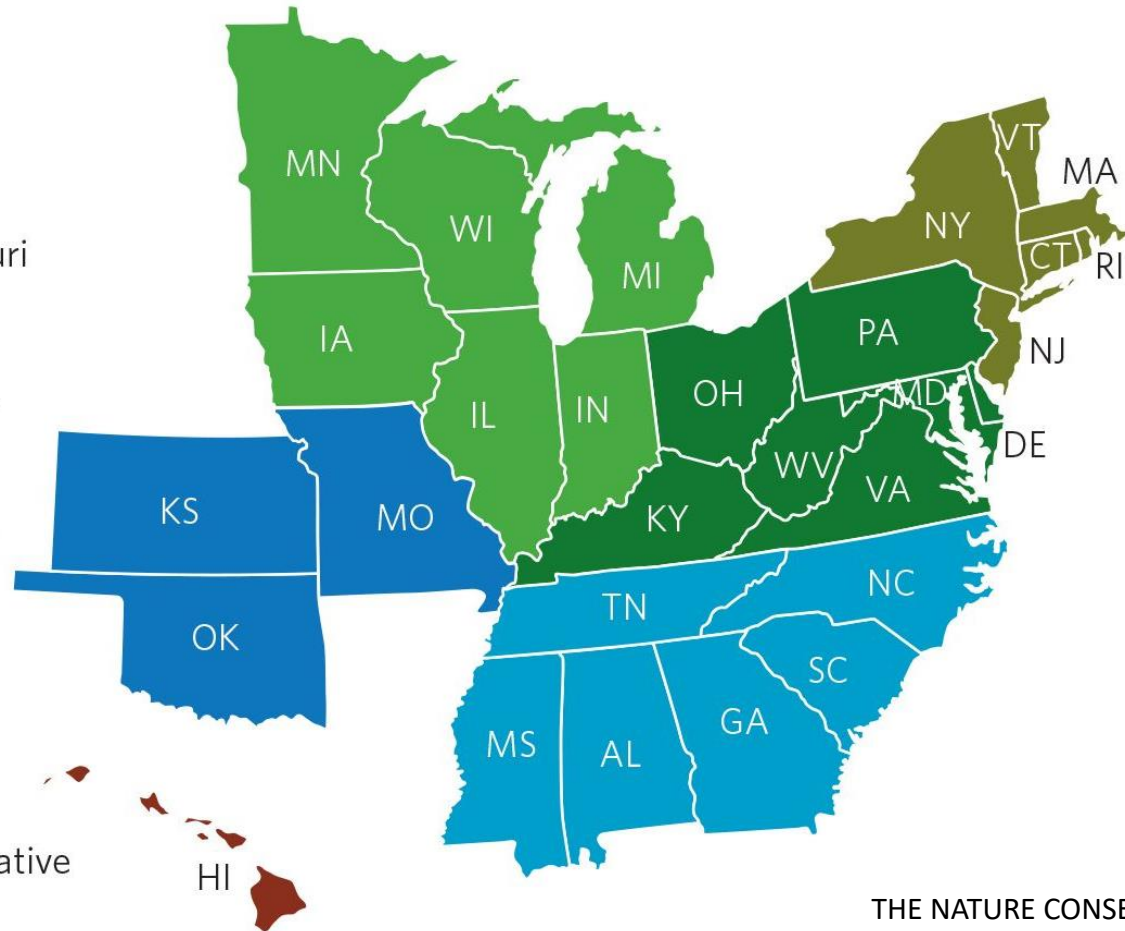 VT
MA
MN
NY
WI
uri
CT
RI
MI
PA
IA
NJ
OH
MD
IL
IN
DE
WV
VA
KS
MO
KY
NC
TN
OK
SC
GA
MS
AL
ative
HI
THE NATURE CONSE